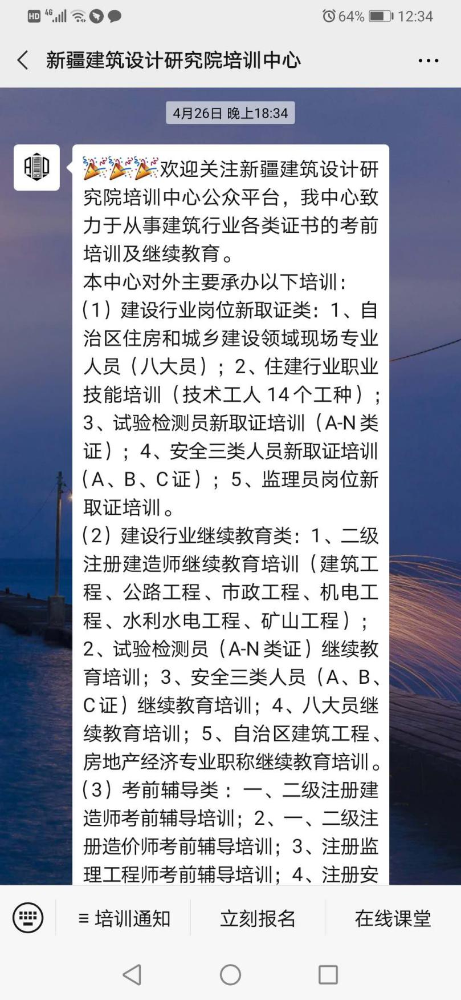 HD 4G 64% 12:34
新疆建筑设计研究院培训中心
4月26日 晚上18:34
🎉🎉🎉欢迎关注新疆建筑设计研
究院培训中心公众平台，我中心致
力于从事建筑行业各类证书的考前
培训及继续教育。
本中心对外主要承办以下培训：
（1）建设行业岗位新取证类：1、自
治区住房和城乡建设领域现场专业
人员（八大员）；2、住建行业职业
技能培训（技术工人14个工种）；
3、试验检测员新取证培训（A-N类
证）；4、安全三类人员新取证培训
（A、B、C证）；5、监理员岗位新
取证培训。
（2）建设行业继续教育类：1、二级
注册建造师继续教育培训（建筑工
程、公路工程、市政工程、机电工
程、水利水电工程、矿山工程）；
2、试验检测员（A-N类证）继续教
育培训；3、安全三类人员（A、B、
C证）继续教育培训；4、八大员继
续教育培训；5、自治区建筑工程、
房地产经济专业职称继续教育培训。
（3）考前辅导类：一、二级注册建
造师考前辅导培训；2、一、二级注
册造价师考前辅导培训；3、注册监
理工程师考前辅导培训；4、注册安
培训通知 立刻报名 在线课堂